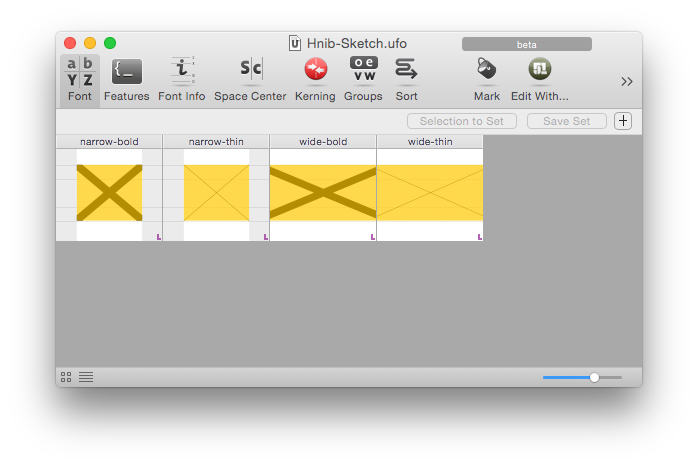 Hnib-Sketch.ufo
beta
a b
Y Z
{_
i
S c
o e
v w
Font
Features
Font Info
Space Center
Kerning
Groups
Sort
Mark
Edit With...
Selection to Set
Save Set
narrow-bold
narrow-thin
wide-bold
wide-thin
L
L
L
L